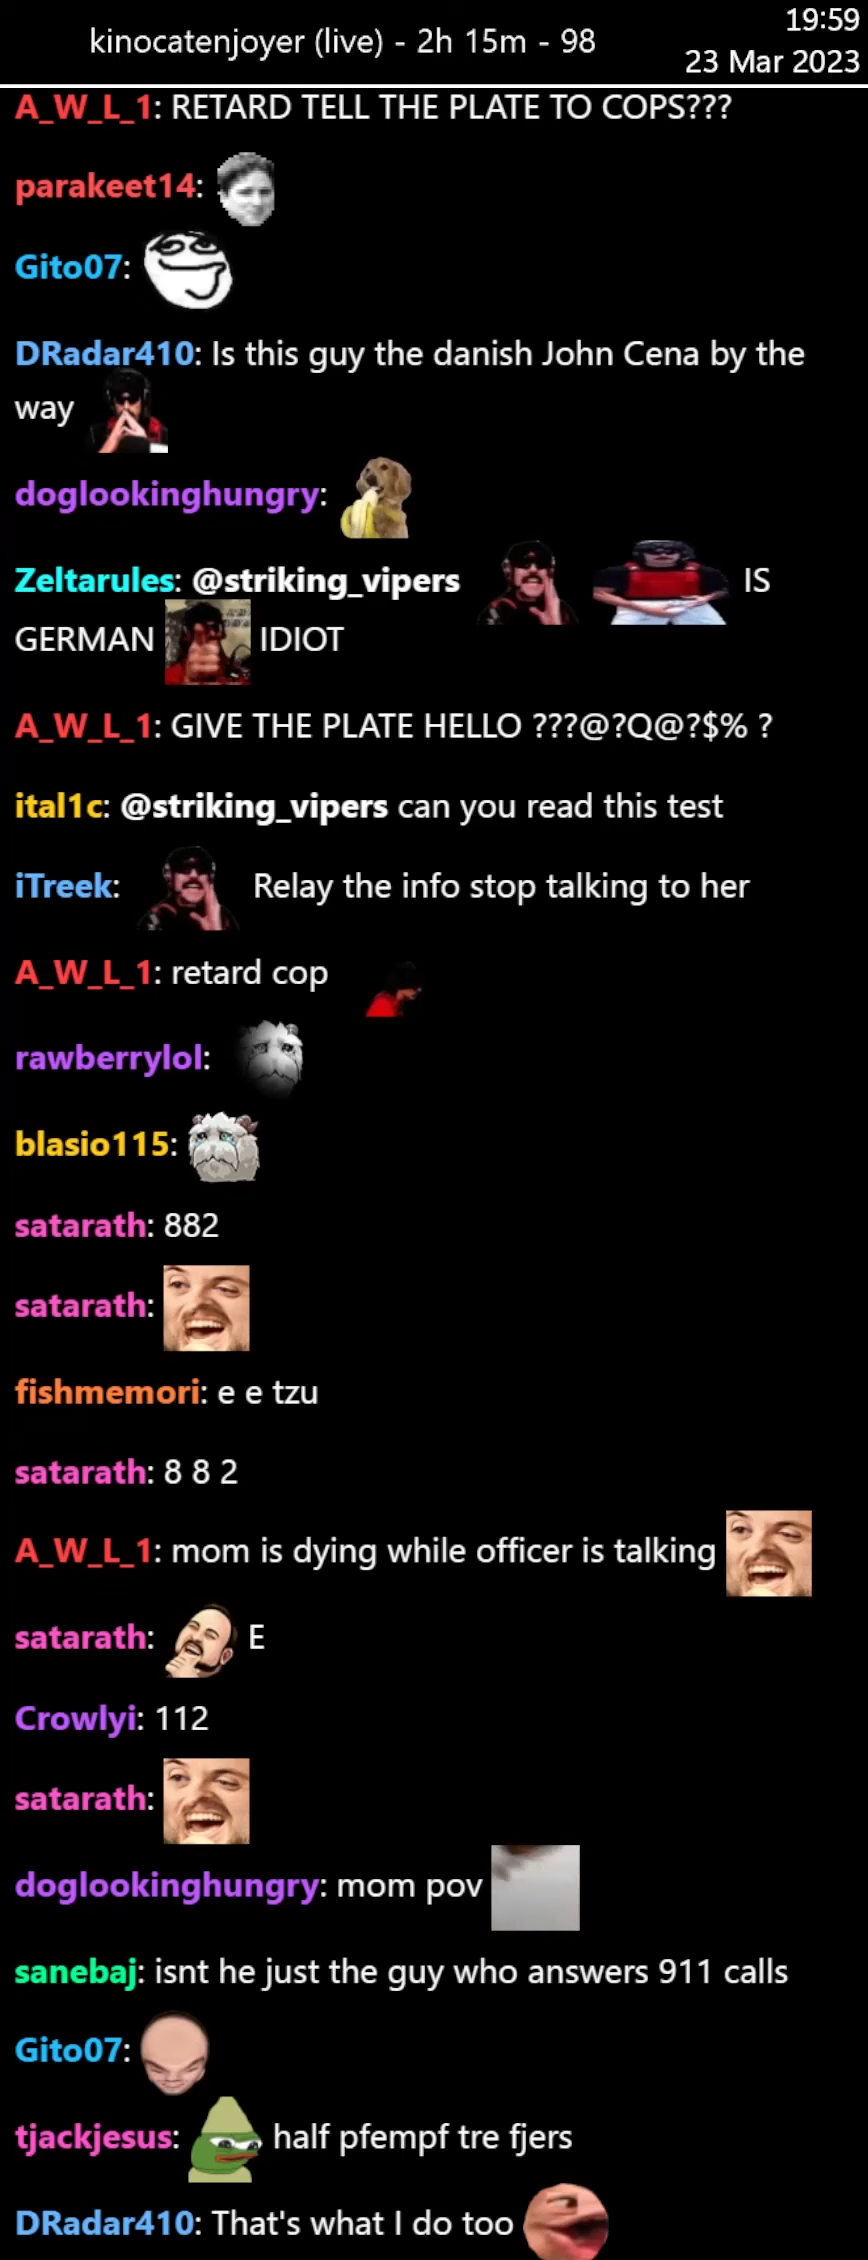 kinocatenjoyer (live) - 2h 15m - 98
19:59
23 Mar 2023
A_W_L_1: RETARD TELL THE PLATE TO COPS???
parakeet14:
Gito07:
DRadar410: Is this guy the danish John Cena by the
way
doglookinghungry:
Zeltarules: @striking_vipers IS
GERMAN IDIOT
A_W_L_1: GIVE THE PLATE HELLO ???@?Q@?$% ?
ital1c: @striking_vipers can you read this test
iTreek: Relay the info stop talking to her
A_W_L_1: retard cop
rawberrylol:
blasio115:
satarath: 882
satarath:
fishmemori: e e tzu
satarath: 8 8 2
A_W_L_1: mom is dying while officer is talking
satarath: E
Crowlyi: 112
satarath:
doglookinghungry: mom pov
sanebaj: isnt he just the guy who answers 911 calls
Gito07:
tjackjesus: half pfempf tre fjers
DRadar410: That's what I do too